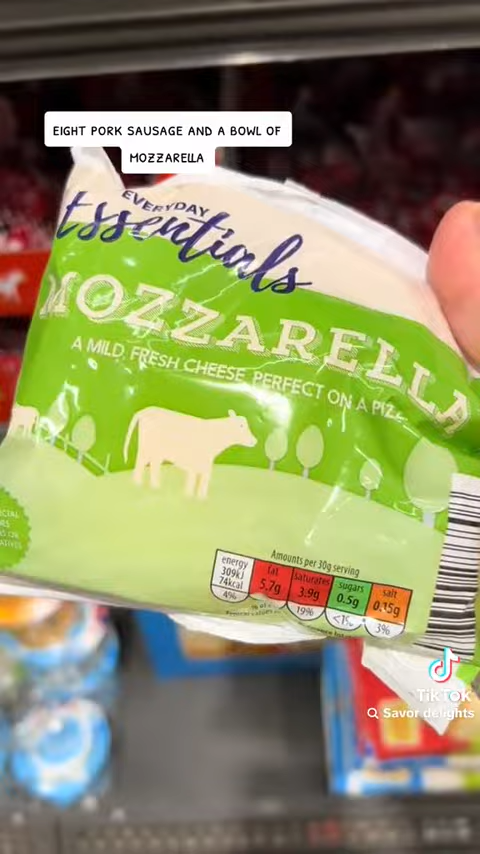 EIGHT PORK SAUSAGE AND A BOWL OF
MOZZARELLA
EVERYDAY
Essentials
MOZZARELLA
A MILD, FRESH CHEESE, PERFECT ON A
Amounts per 30g serving
energy
309kJ
74kcal
4%
fat
5.7g
saturates
3.9g
19%
sugars
0.5g
<1%
salt
0.15g
3%
TikTok
Savor delights